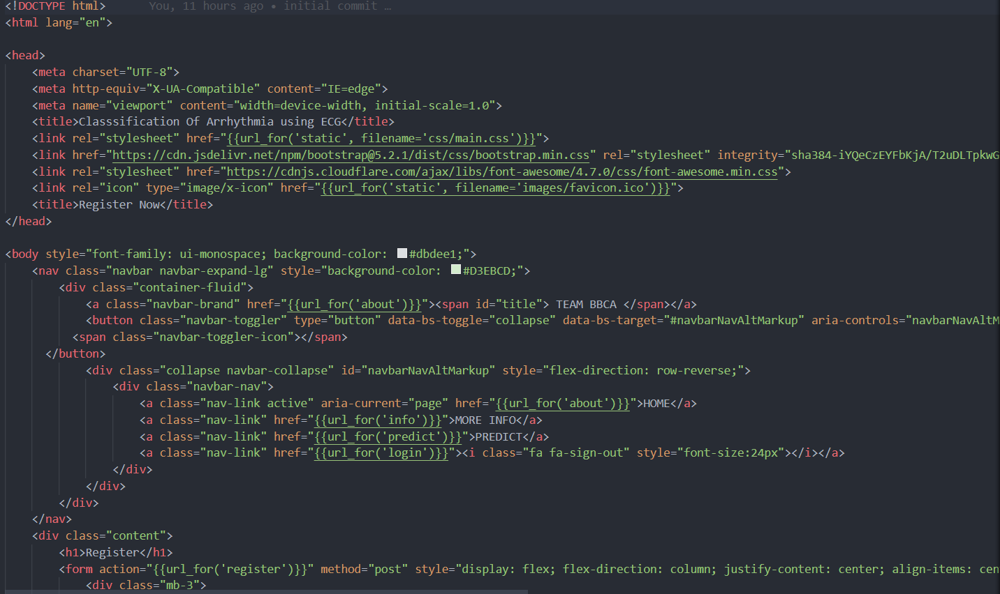 <!DOCTYPE html> You, 11 hours ago • initial commit …
<html lang="en">
<head>
<meta charset="UTF-8">
<meta http-equiv="X-UA-Compatible" content="IE=edge">
<meta name="viewport" content="width=device-width, initial-scale=1.0">
<title>Classsification Of Arrhythmia using ECG</title>
<link rel="stylesheet" href="{{url_for('static', filename='css/main.css')}}">
<link href="https://cdn.jsdelivr.net/npm/bootstrap@5.2.1/dist/css/bootstrap.min.css" rel="stylesheet" integrity="sha384-iYQeCzEYFbKjA/T2uDLTpkwG
<link rel="stylesheet" href="https://cdnjs.cloudflare.com/ajax/libs/font-awesome/4.7.0/css/font-awesome.min.css">
<link rel="icon" type="image/x-icon" href="{{url_for('static', filename='images/favicon.ico')}}">
<title>Register Now</title>
</head>
<body style="font-family: ui-monospace; background-color: #dbdee1;">
<nav class="navbar navbar-expand-lg" style="background-color: #D3EBCD;">
<div class="container-fluid">
<a class="navbar-brand" href="{{url_for('about')}}"><span id="title"> TEAM BBCA </span></a>
<button class="navbar-toggler" type="button" data-bs-toggle="collapse" data-bs-target="#navbarNavAltMarkup" aria-controls="navbarNavAltM
<span class="navbar-toggler-icon"></span>
</button>
<div class="collapse navbar-collapse" id="navbarNavAltMarkup" style="flex-direction: row-reverse;">
<div class="navbar-nav">
<a class="nav-link active" aria-current="page" href="{{url_for('about')}}">HOME</a>
<a class="nav-link" href="{{url_for('info')}}">MORE INFO</a>
<a class="nav-link" href="{{url_for('predict')}}">PREDICT</a>
<a class="nav-link" href="{{url_for('login')}}"><i class="fa fa-sign-out" style="font-size:24px"></i></a>
</div>
</div>
</div>
</nav>
<div class="content">
<h1>Register</h1>
<form action="{{url_for('register')}}" method="post" style="display: flex; flex-direction: column; justify-content: center; align-items: cen
<div class="mb-3">